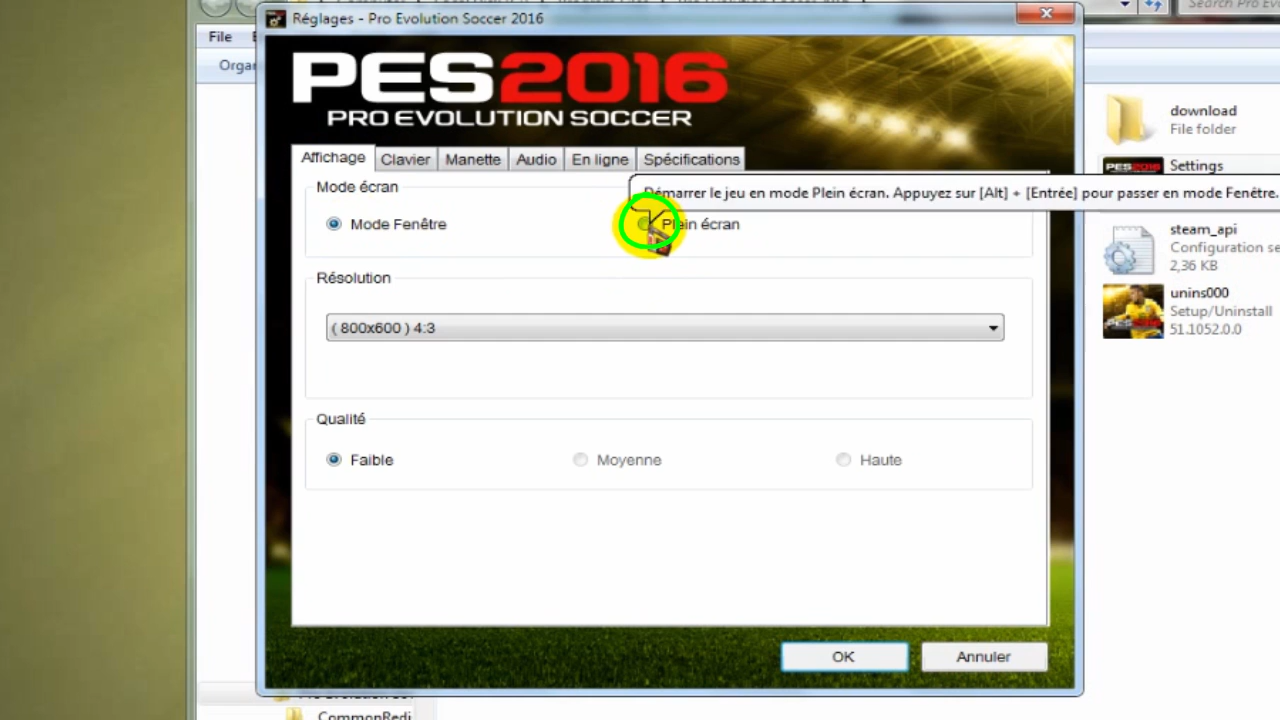 Réglages - Pro Evolution Soccer 2016
File
Orga
PES2016
PRO EVOLUTION SOCCER
Affichage
Clavier
Manette
Audio
En ligne
Spécifications
Mode écran
Démarrer le jeu en mode Plein écran. Appuyez sur [Alt] + [Entrée] pour passer en mode Fenêtre.
Mode Fenêtre
Plein écran
Résolution
( 800x600 ) 4:3
Qualité
Faible
Moyenne
Haute
OK
Annuler
download
File folder
PES2016
Settings
steam_api
Configuration se
2,36 KB
unins000
Setup/Uninstall
51.1052.0.0
CommonRedi